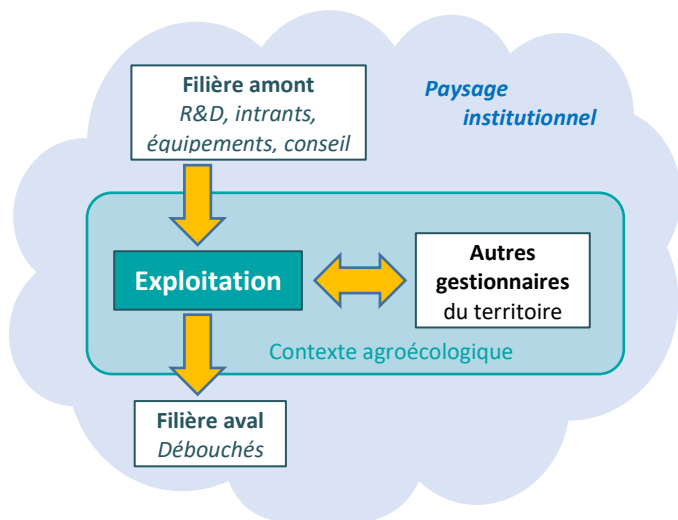 Filière amont
R&D, intrants,
équipements, conseil
Paysage
institutionnel
Exploitation
Autres
gestionnaires
du territoire
Contexte agroécologique
Filière aval
Débouchés